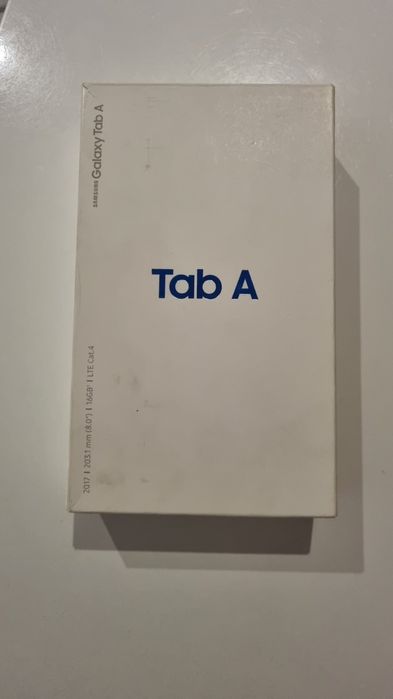 SAMSUNG Galaxy Tab A
Tab A
2017 | 203.1 mm (8.0") | 16GB* | LTE Cat.4